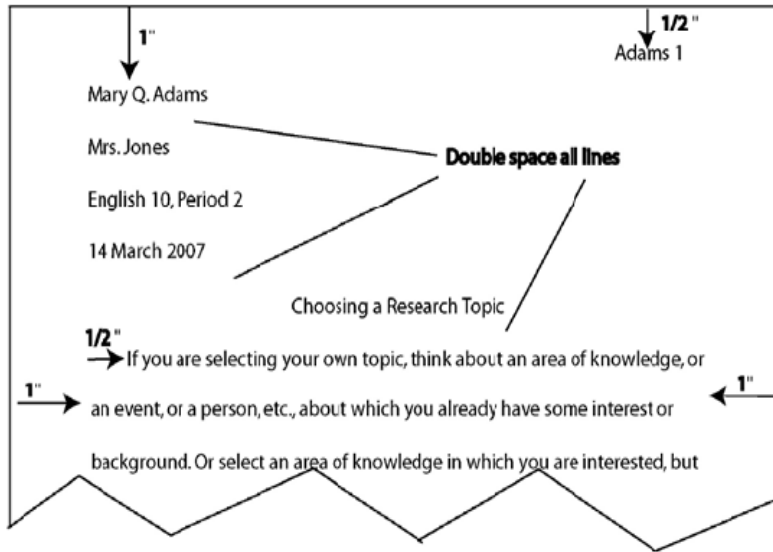 1"
1/2 "
Adams 1
Mary Q. Adams
Mrs. Jones
Double space all lines
English 10, Period 2
14 March 2007
Choosing a Research Topic
1/2 "
If you are selecting your own topic, think about an area of knowledge, or
1"
1"
an event, or a person, etc., about which you already have some interest or
background. Or select an area of knowledge in which you are interested, but